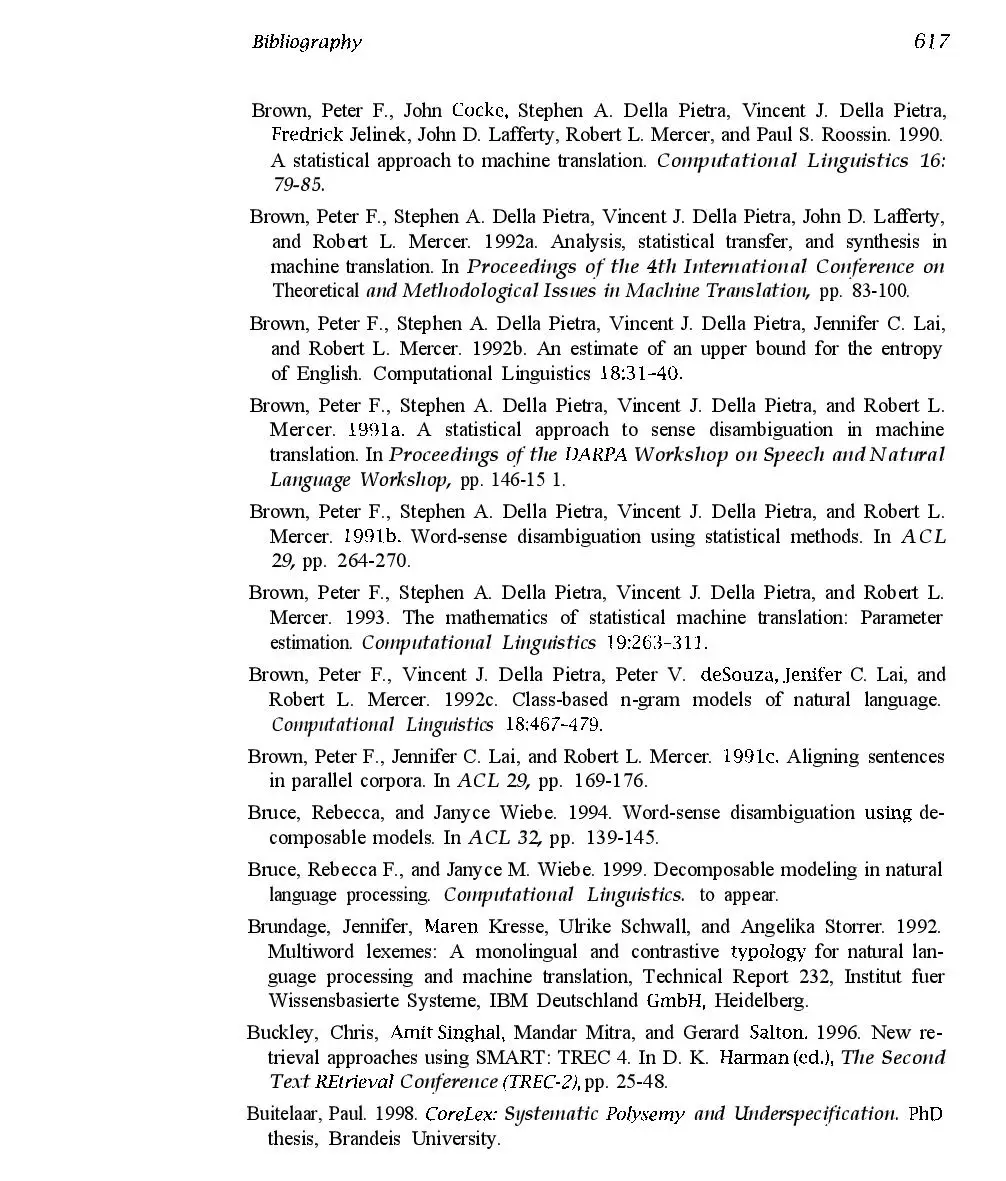 Bibliography 617
Brown, Peter F., John Cocke, Stephen A. Della Pietra, Vincent J. Della Pietra,
Fredrick Jelinek, John D. Lafferty, Robert L. Mercer, and Paul S. Roossin. 1990.
A statistical approach to machine translation. Computational Linguistics 16:
79-85.
Brown, Peter F., Stephen A. Della Pietra, Vincent J. Della Pietra, John D. Lafferty,
and Robert L. Mercer. 1992a. Analysis, statistical transfer, and synthesis in
machine translation. In Proceedings of the 4th International Conference on
Theoretical and Methodological Issues in Machine Translation, pp. 83-100.
Brown, Peter F., Stephen A. Della Pietra, Vincent J. Della Pietra, Jennifer C. Lai,
and Robert L. Mercer. 1992b. An estimate of an upper bound for the entropy
of English. Computational Linguistics 18:31-40.
Brown, Peter F., Stephen A. Della Pietra, Vincent J. Della Pietra, and Robert L.
Mercer. 1991a. A statistical approach to sense disambiguation in machine
translation. In Proceedings of the DARPA Workshop on Speech and Natural
Language Workshop, pp. 146-15 1.
Brown, Peter F., Stephen A. Della Pietra, Vincent J. Della Pietra, and Robert L.
Mercer. 1991b. Word-sense disambiguation using statistical methods. In ACL
29, pp. 264-270.
Brown, Peter F., Stephen A. Della Pietra, Vincent J. Della Pietra, and Robert L.
Mercer. 1993. The mathematics of statistical machine translation: Parameter
estimation. Computational Linguistics 19:263-311.
Brown, Peter F., Vincent J. Della Pietra, Peter V. deSouza, Jenifer C. Lai, and
Robert L. Mercer. 1992c. Class-based n-gram models of natural language.
Computational Linguistics 18:467-479.
Brown, Peter F., Jennifer C. Lai, and Robert L. Mercer. 1991c. Aligning sentences
in parallel corpora. In ACL 29, pp. 169-176.
Bruce, Rebecca, and Janyce Wiebe. 1994. Word-sense disambiguation using de-
composable models. In ACL 32, pp. 139-145.
Bruce, Rebecca F., and Janyce M. Wiebe. 1999. Decomposable modeling in natural
language processing. Computational Linguistics. to appear.
Brundage, Jennifer, Maren Kresse, Ulrike Schwall, and Angelika Storrer. 1992.
Multiword lexemes: A monolingual and contrastive typology for natural lan-
guage processing and machine translation, Technical Report 232, Institut fuer
Wissensbasierte Systeme, IBM Deutschland GmbH, Heidelberg.
Buckley, Chris, Amit Singhal, Mandar Mitra, and Gerard Salton. 1996. New re-
trieval approaches using SMART: TREC 4. In D. K. Harman (ed.), The Second
Text REtrieval Conference (TREC-2), pp. 25-48.
Buitelaar, Paul. 1998. CoreLex: Systematic Polysemy and Underspecification. PhD
thesis, Brandeis University.